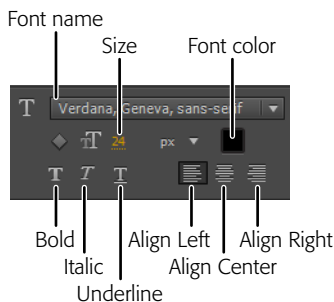 Font name
Size Font color
T Verdana, Geneva, sans-serif
T T 24 px
T T T
Bold Align Left Align Right
Italic Align Center
Underline